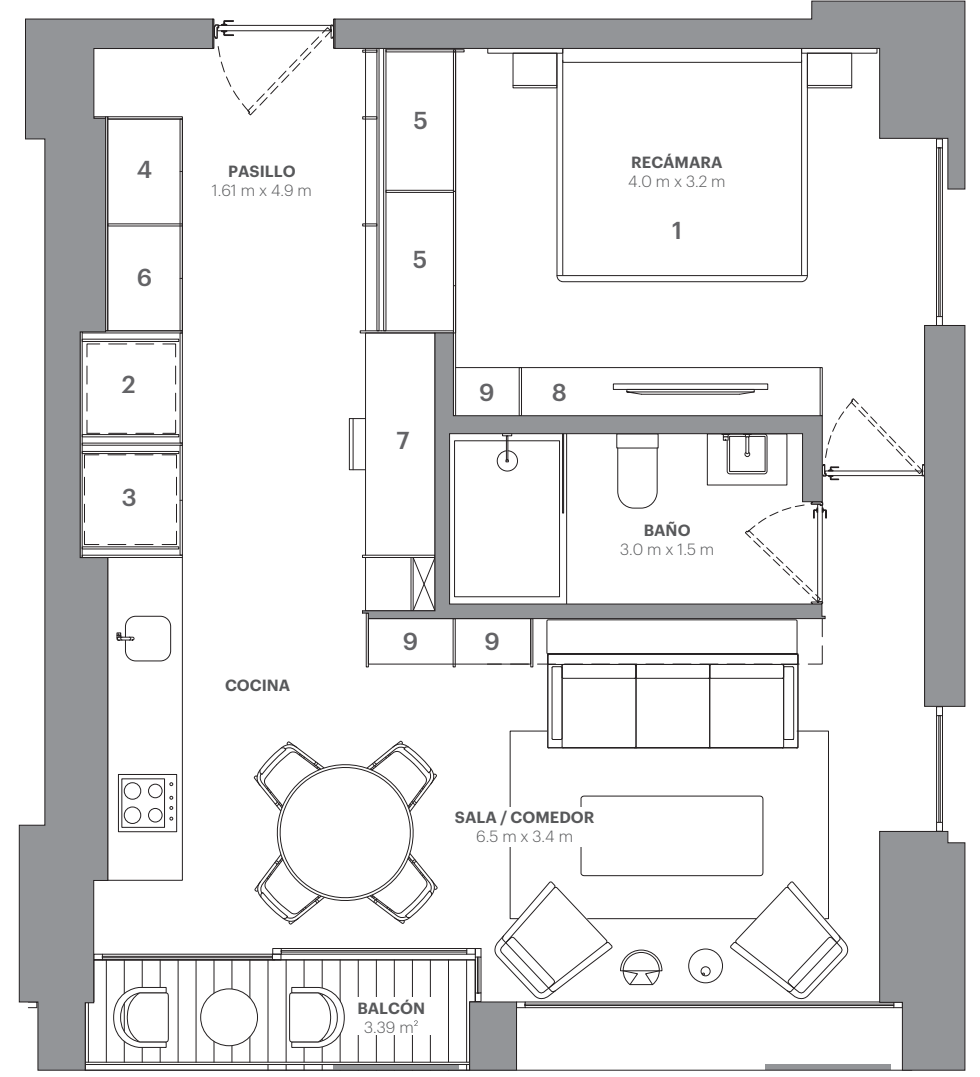 5
4
PASILLO
1.61 m x 4.9 m
RECÁMARA
4.0 m x 3.2 m
1
5
6
2
9
8
7
3
BAÑO
3.0 m x 1.5 m
9
9
COCINA
SALA / COMEDOR
6.5 m x 3.4 m
BALCÓN
3.39 m²